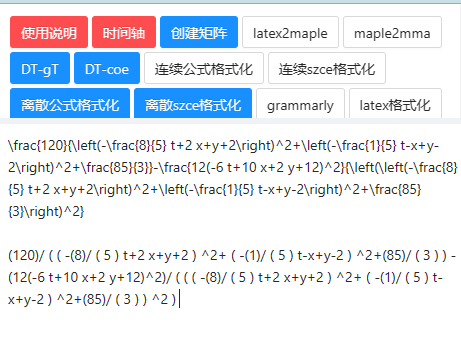 使用说明 时间轴 创建矩阵 latex2maple maple2mma
DT-gT DT-coe 连续公式格式化 连续szce格式化
离散公式格式化 离散szce格式化 grammarly latex格式化
\frac{120}{\left(-\frac{8}{5} t+2 x+y+2\right)^2+\left(-\frac{1}{5} t-x+y-
2\right)^2+\frac{85}{3}}-\frac{12(-6 t+10 x+2 y+12)^2}{\left(\left(-\frac{8}
{5} t+2 x+y+2\right)^2+\left(-\frac{1}{5} t-x+y-2\right)^2+\frac{85}
{3}\right)^2}
(120)/ ( ( -(8)/ ( 5 ) t+2 x+y+2 ) ^2+ ( -(1)/ ( 5 ) t-x+y-2 ) ^2+(85)/ ( 3 ) ) -
(12(-6 t+10 x+2 y+12)^2)/ ( ( ( -(8)/ ( 5 ) t+2 x+y+2 ) ^2+ ( -(1)/ ( 5 ) t-
x+y-2 ) ^2+(85)/ ( 3 ) ) ^2 )